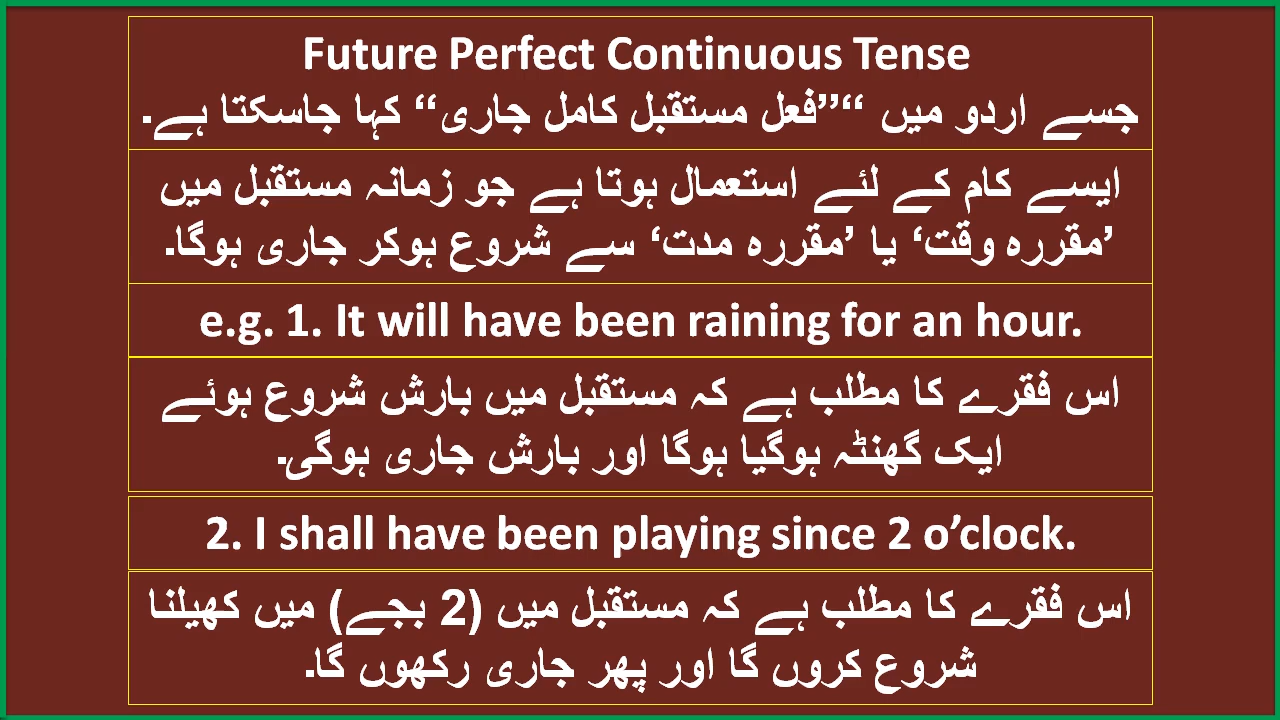 Future Perfect Continuous Tense
جسے اردو میں “”فعل مستقبل کامل جاری“ کہا جاسکتا ہے۔
ایسے کام کے لئے استعمال ہوتا ہے جو زمانہ مستقبل میں
’مقررہ وقت‘ یا ’مقررہ مدت‘ سے شروع ہوکر جاری ہوگا۔
e.g. 1. It will have been raining for an hour.
اس فقرے کا مطلب ہے کہ مستقبل میں بارش شروع ہوئے
ایک گھنٹہ ہوگیا ہوگا اور بارش جاری ہوگی۔
2. I shall have been playing since 2 o’clock.
اس فقرے کا مطلب ہے کہ مستقبل میں (2 بجے) میں کھیلنا
شروع کروں گا اور پھر جاری رکھوں گا۔